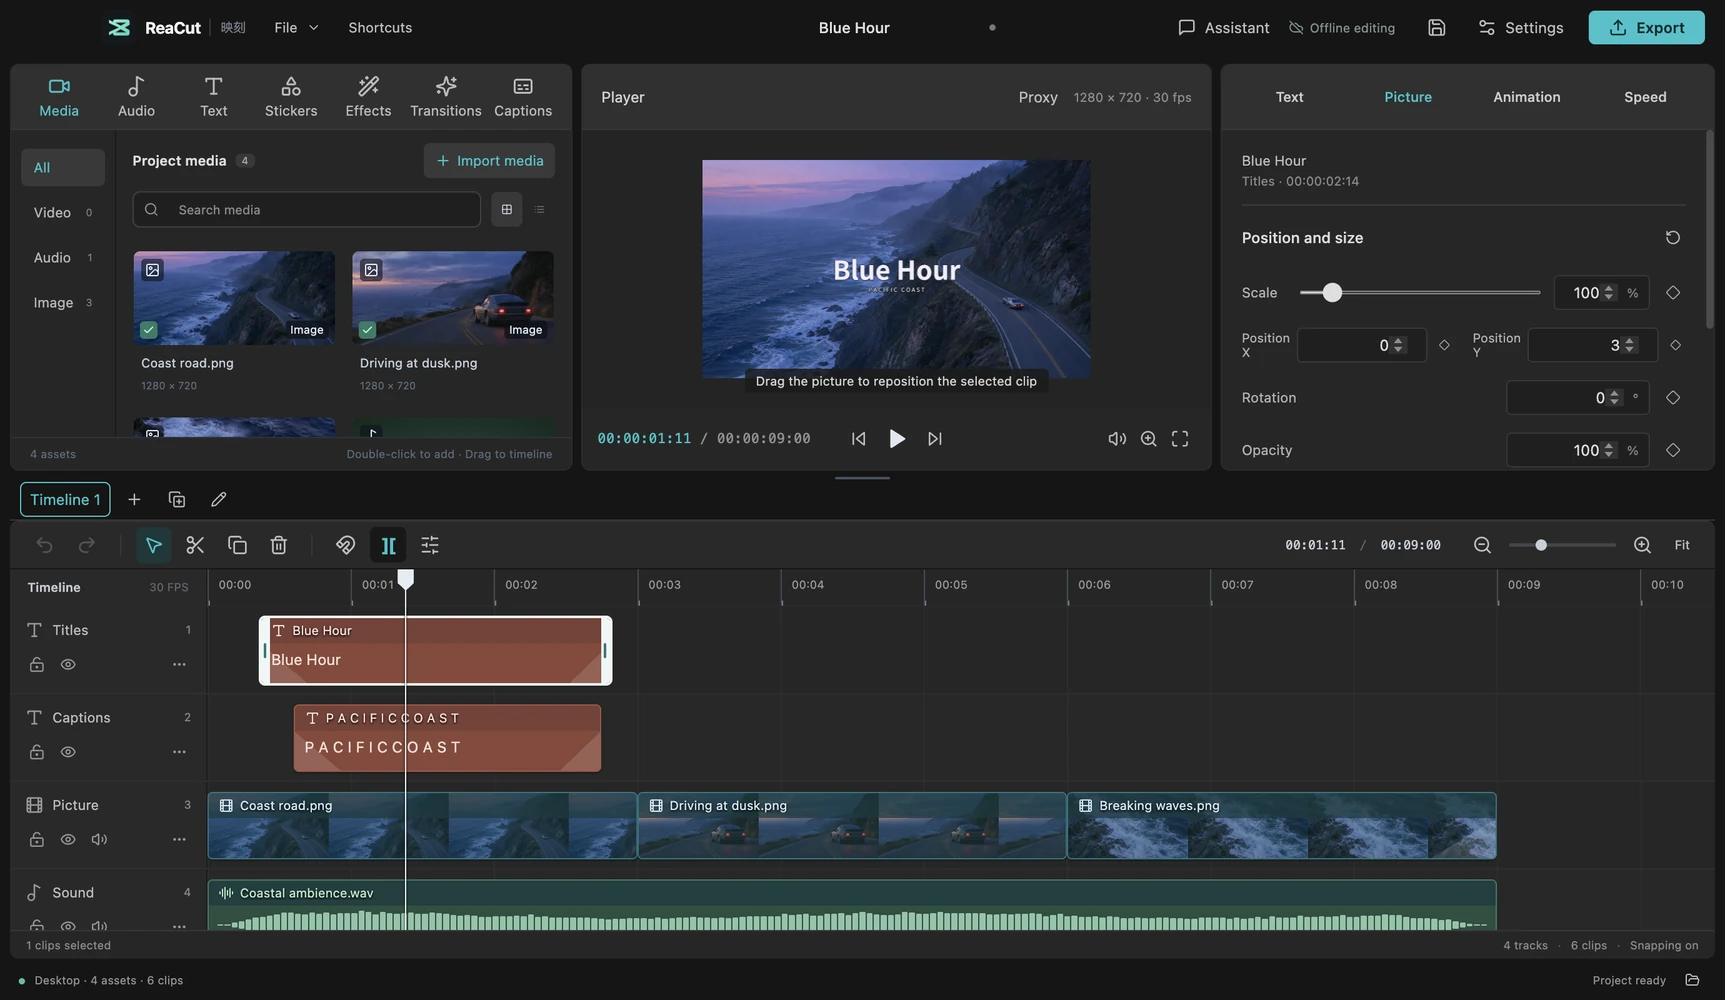 ReaCut 映刻 File Shortcuts Blue Hour Assistant Offline editing Settings Export
Media Audio Text Stickers Effects Transitions Captions
All
Video 0
Audio 1
Image 3
Project media 4 Import media
Search media
Image
Coast road.png
1280 × 720
Image
Driving at dusk.png
1280 × 720
4 assets Double-click to add · Drag to timeline
Player Proxy 1280 × 720 · 30 fps
Blue Hour
PACIFIC COAST
Drag the picture to reposition the selected clip
00:00:01:11 / 00:00:09:00
Text Picture Animation Speed
Blue Hour
Titles · 00:00:02:14
Position and size
Scale 100 %
Position X 0 Position Y 3
Rotation 0 °
Opacity 100 %
Timeline 1
00:01:11 / 00:09:00 Fit
Timeline 30 FPS 00:00 00:01 00:02 00:03 00:04 00:05 00:06 00:07 00:08 00:09 00:10
Titles 1
Blue Hour
Blue Hour
Captions 2
PACIFICCOAST
PACIFICCOAST
Picture 3
Coast road.png Driving at dusk.png Breaking waves.png
Sound 4
Coastal ambience.wav
1 clips selected 4 tracks · 6 clips · Snapping on
Desktop · 4 assets · 6 clips Project ready